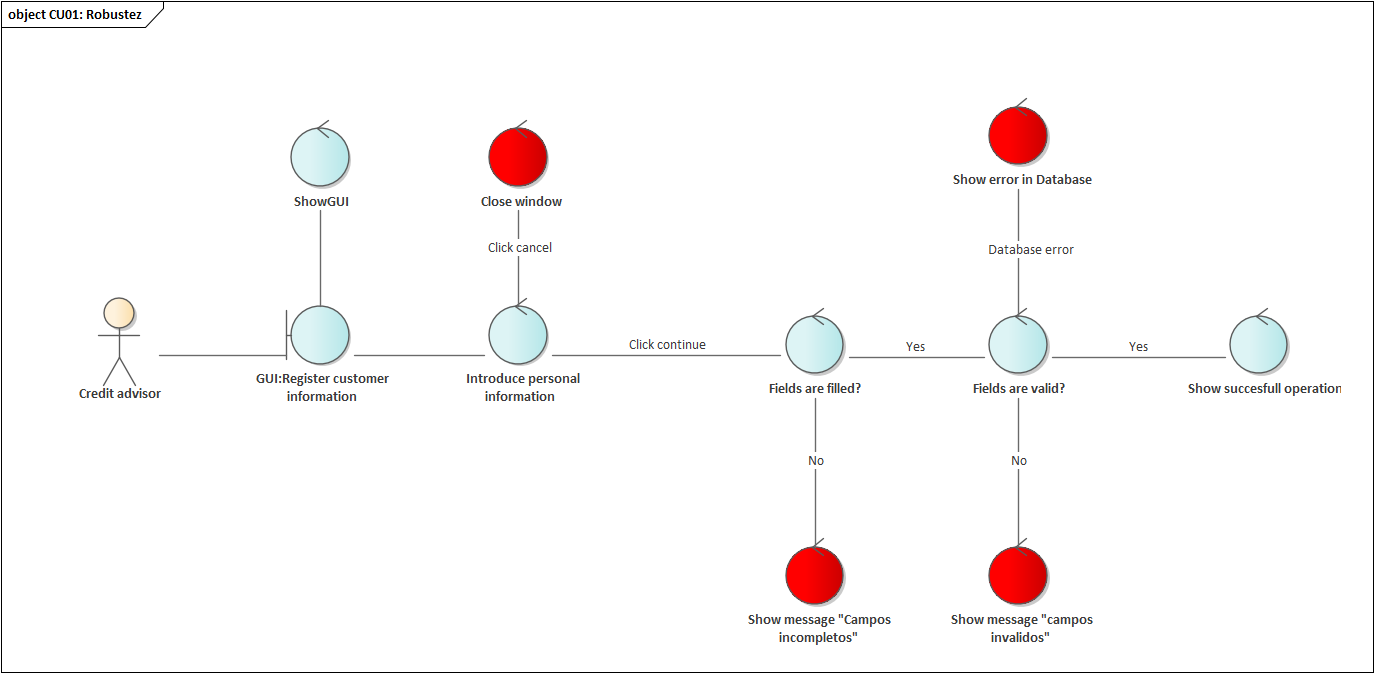 object CU01: Robustez
Show error in Database
ShowGUI
Close window
Click cancel
Database error
Click continue
Yes
Yes
GUI:Register customer
information
Introduce personal
information
Credit advisor
Fields are filled?
Fields are valid?
Show succesfull operation
No
No
Show message "Campos
incompletos"
Show message "campos
invalidos"